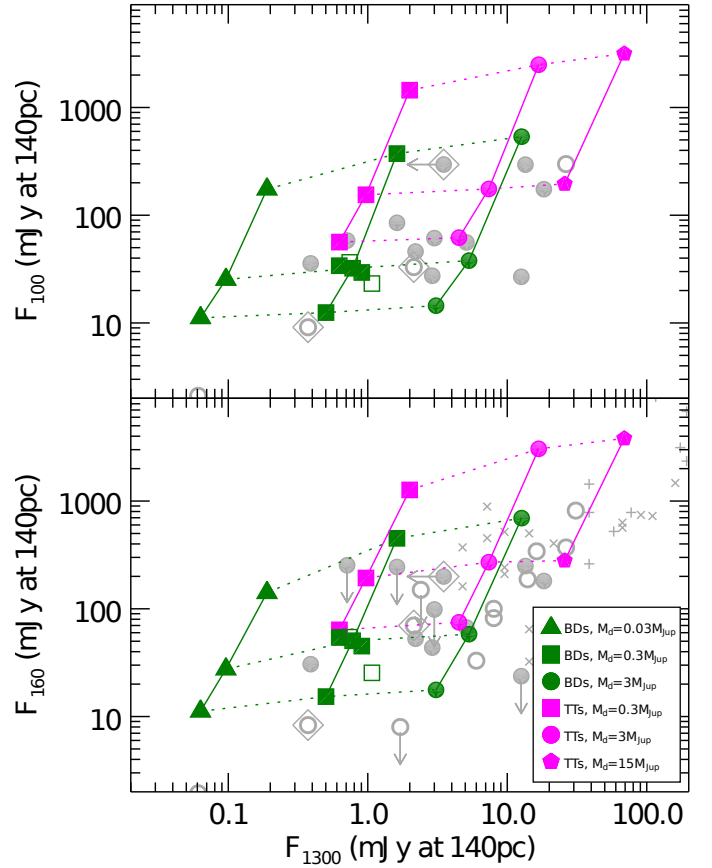 1000
100
10
F100 (mJy at 140pc)
1000
100
10
F160 (mJy at 140pc)
BDs, Md=0.03MJup
BDs, Md=0.3MJup
BDs, Md=3MJup
TTs, Md=0.3MJup
TTs, Md=3MJup
TTs, Md=15MJup
0.1 1.0 10.0 100.0
F1300 (mJy at 140pc)